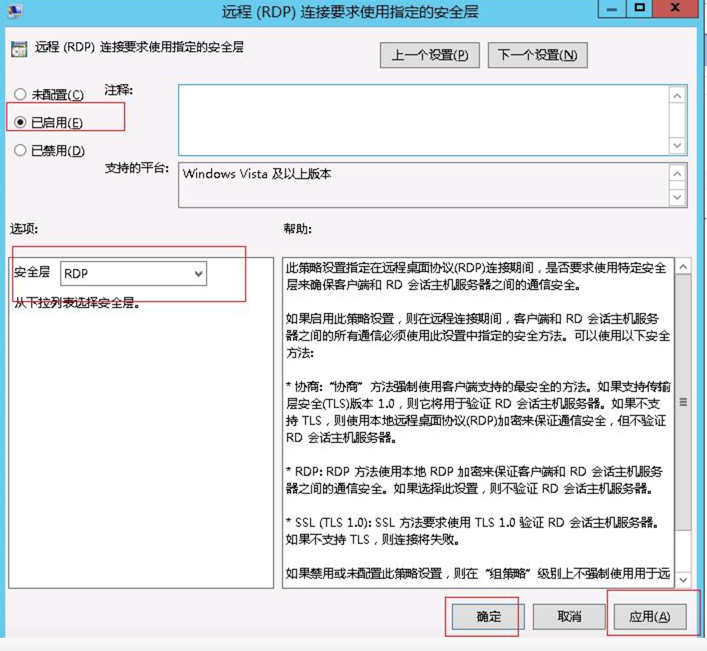 远程 (RDP) 连接要求使用指定的安全层
远程 (RDP) 连接要求使用指定的安全层
上一个设置(P)
下一个设置(N)
未配置(C)
注释:
已启用(E)
已禁用(D)
支持的平台:
Windows Vista 及以上版本
选项:
帮助:
安全层
RDP
从下拉列表选择安全层。
此策略设置指定在远程桌面协议(RDP)连接期间，是否要求使用特定安全
层来确保客户端和 RD 会话主机服务器之间的通信安全。
如果启用此策略设置，则在远程连接期间，客户端和 RD 会话主机服务
器之间的所有通信必须使用此设置中指定的安全方法。可以使用以下安全
方法:
* 协商: “协商” 方法强制使用客户端支持的最安全的方法。如果支持传输
层安全(TLS)版本 1.0，则它将用于验证 RD 会话主机服务器。如果不支
持 TLS，则使用本地远程桌面协议(RDP)加密来保证通信安全，但不验证
RD 会话主机服务器。
* RDP: RDP 方法使用本地 RDP 加密来保证客户端和 RD 会话主机服务
器之间的通信安全。如果选择此设置，则不验证 RD 会话主机服务器。
* SSL (TLS 1.0): SSL 方法要求使用 TLS 1.0 验证 RD 会话主机服务器。
如果不支持 TLS，则连接将失败。
如果禁用或未配置此策略设置，则在 “组策略” 级别上不强制使用用于远
确定
取消
应用(A)